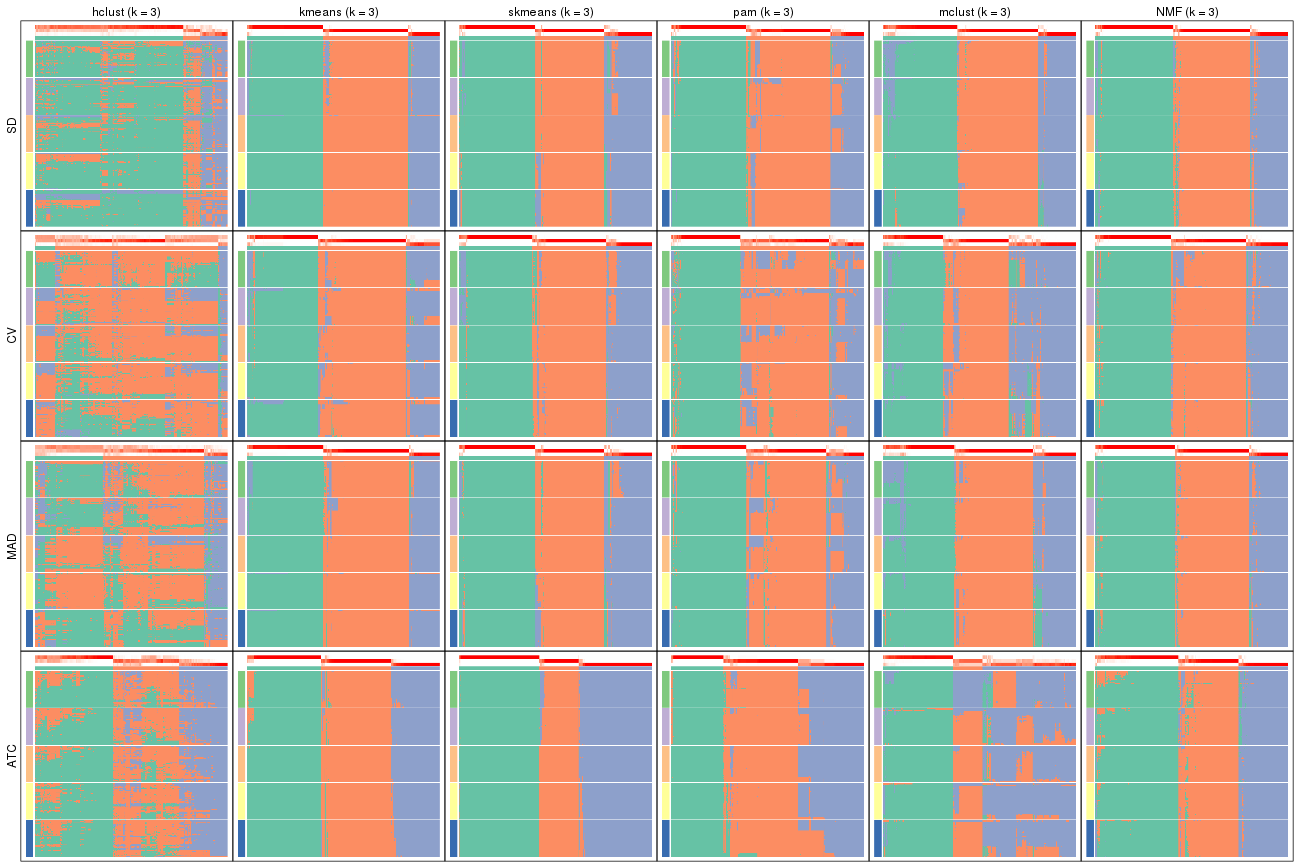 hclust (k = 3) kmeans (k = 3) skmeans (k = 3) pam (k = 3) mclust (k = 3) NMF (k = 3)
SD
CV
MAD
ATC